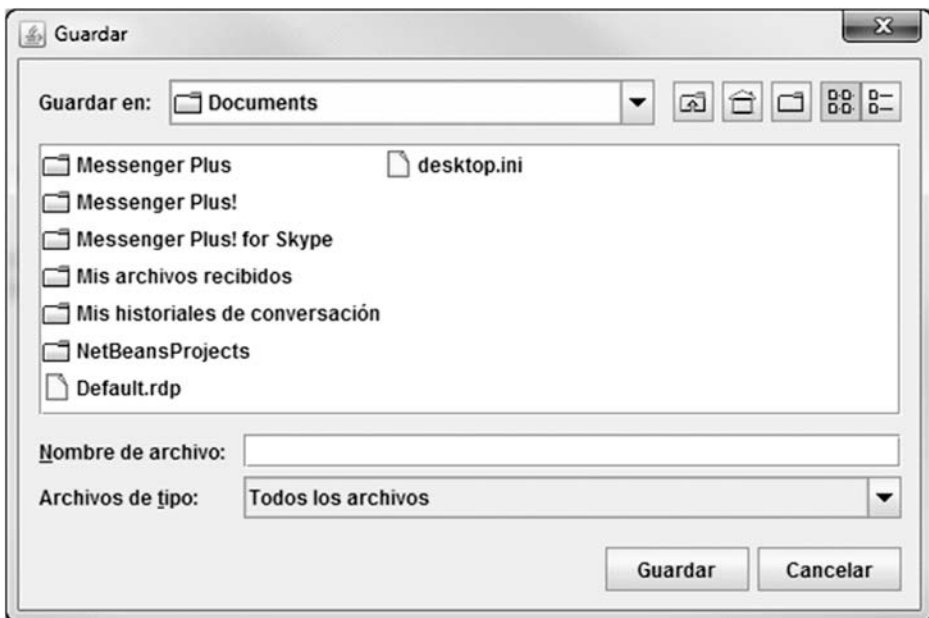 Guardar
Guardar en: Documents
Messenger Plus
desktop.ini
Messenger Plus!
Messenger Plus! for Skype
Mis archivos recibidos
Mis historiales de conversación
NetBeansProjects
Default.rdp
Nombre de archivo:
Archivos de tipo: Todos los archivos
Guardar Cancelar